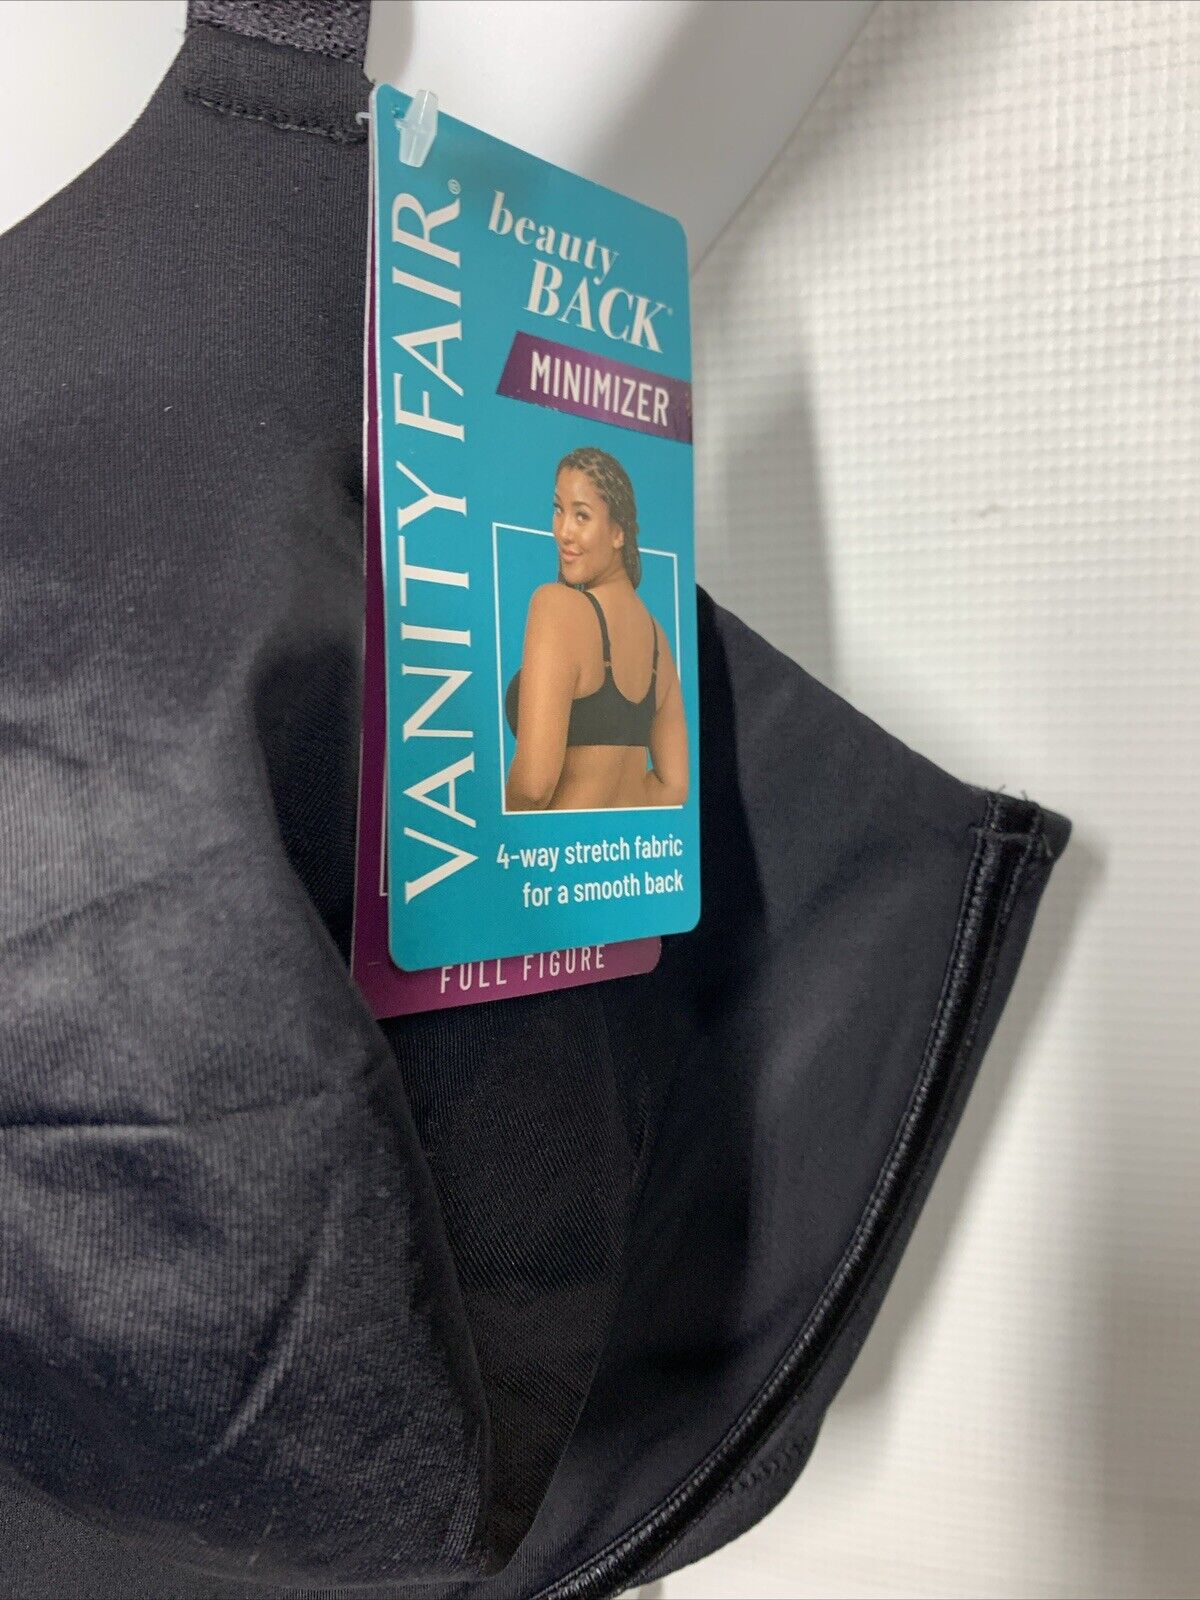 VANITY FAIR®
beauty
BACK®
MINIMIZER
4-way stretch fabric
for a smooth back
FULL FIGURE